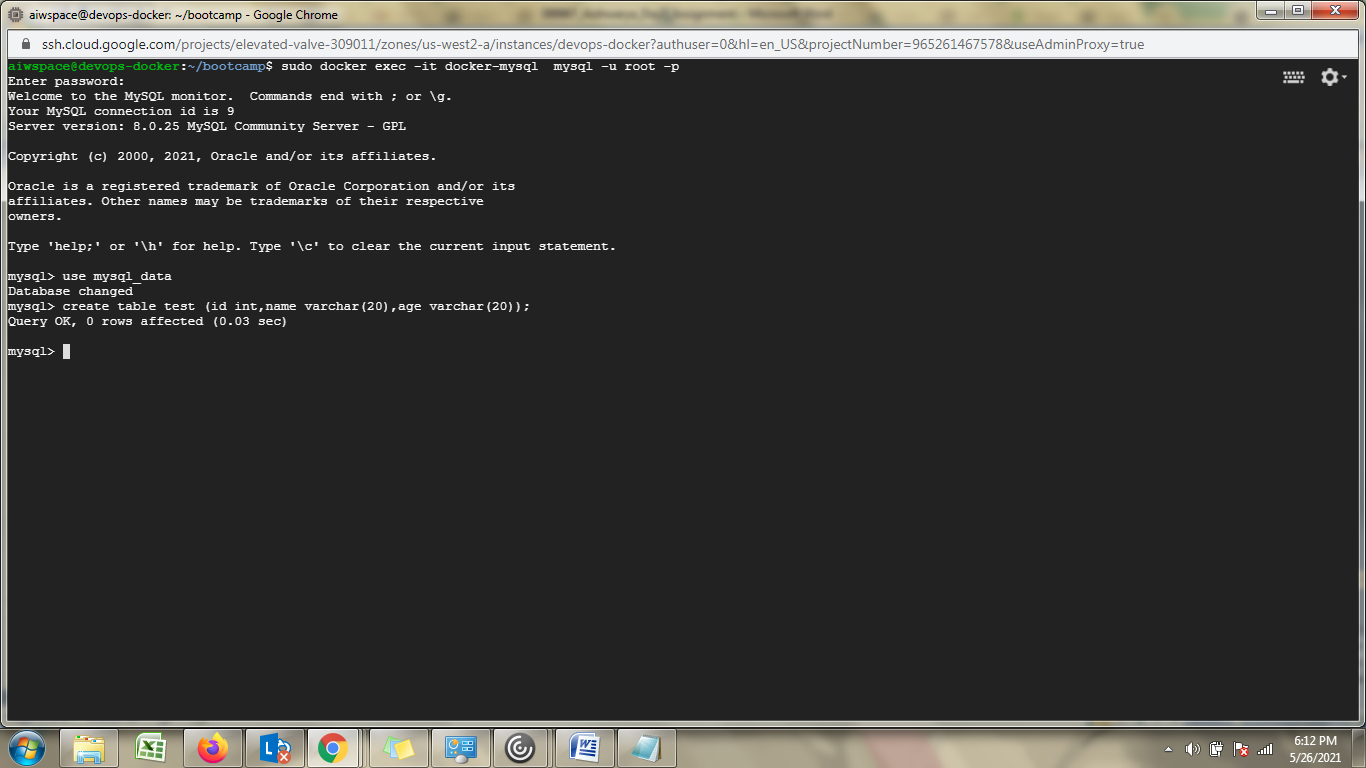 aiwspace@devops-docker: ~/bootcamp - Google Chrome
ssh.cloud.google.com/projects/elevated-valve-309011/zones/us-west2-a/instances/devops-docker?authuser=0&hl=en_US&projectNumber=965261467578&useAdminProxy=true
aiwspace@devops-docker:~/bootcamp$ sudo docker exec -it docker-mysql  mysql -u root -p
Enter password:
Welcome to the MySQL monitor.  Commands end with ; or \g.
Your MySQL connection id is 9
Server version: 8.0.25 MySQL Community Server - GPL
Copyright (c) 2000, 2021, Oracle and/or its affiliates.
Oracle is a registered trademark of Oracle Corporation and/or its
affiliates. Other names may be trademarks of their respective
owners.
Type 'help;' or '\h' for help. Type '\c' to clear the current input statement.
mysql> use mysql_data
Database changed
mysql> create table test (id int,name varchar(20),age varchar(20));
Query OK, 0 rows affected (0.03 sec)
mysql>
6:12 PM
5/26/2021